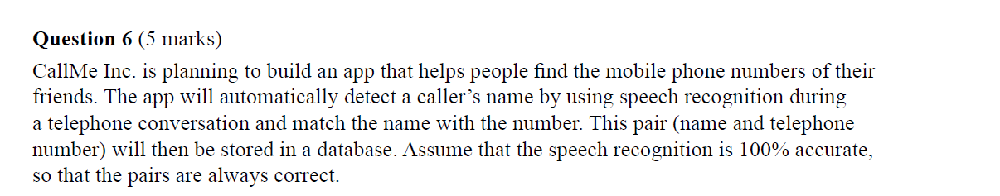 Question 6 (5 marks)
CallMe Inc. is planning to build an app that helps people find the mobile phone numbers of their
friends. The app will automatically detect a caller’s name by using speech recognition during
a telephone conversation and match the name with the number. This pair (name and telephone
number) will then be stored in a database. Assume that the speech recognition is 100% accurate,
so that the pairs are always correct.